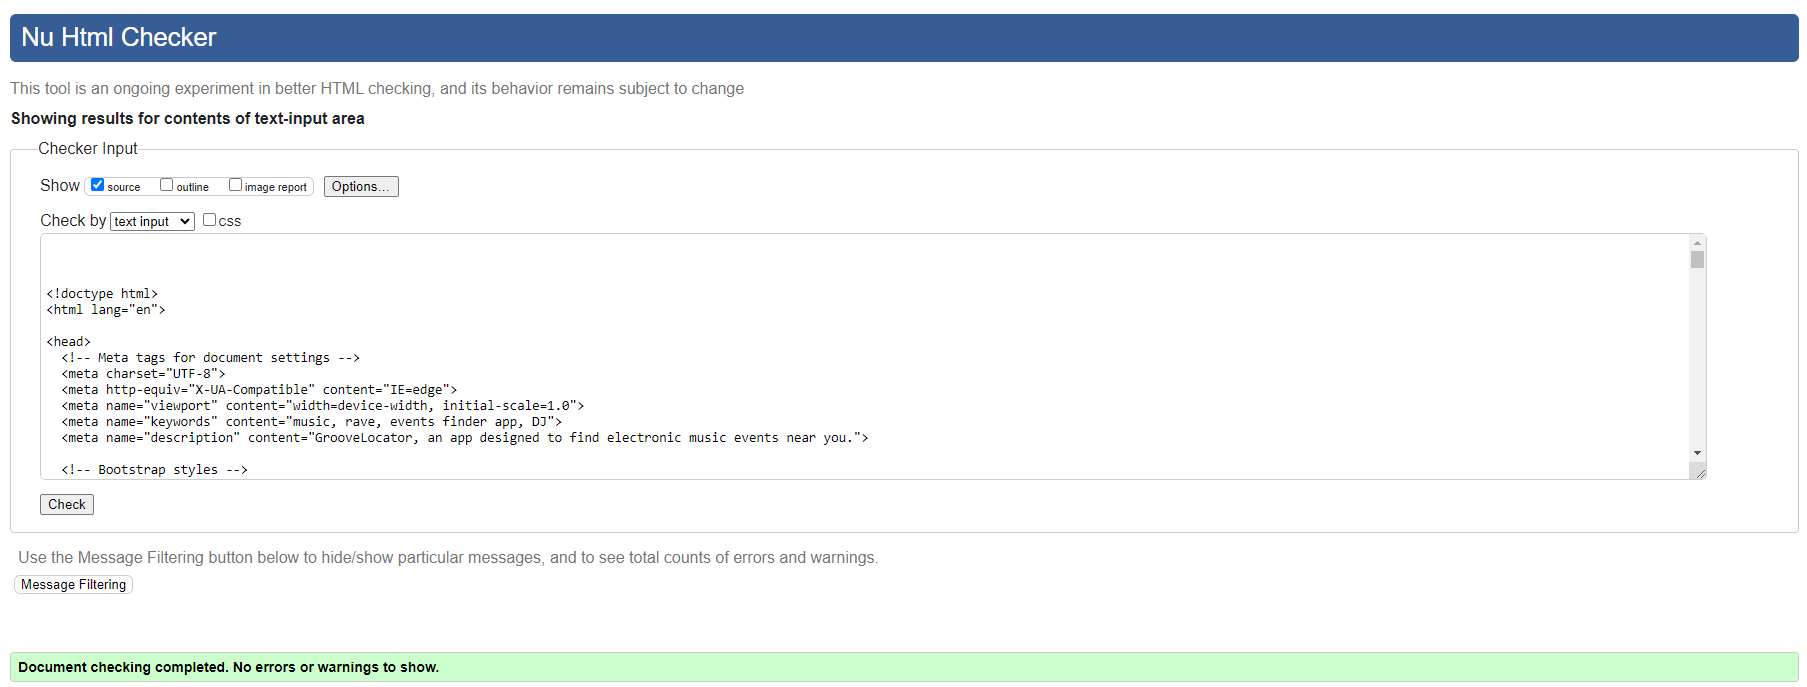 Nu Html Checker
This tool is an ongoing experiment in better HTML checking, and its behavior remains subject to change
Showing results for contents of text-input area
Checker Input
Show source outline image report Options...
Check by text input css
<!doctype html>
<html lang="en">
<head>
<!-- Meta tags for document settings -->
<meta charset="UTF-8">
<meta http-equiv="X-UA-Compatible" content="IE=edge">
<meta name="viewport" content="width=device-width, initial-scale=1.0">
<meta name="keywords" content="music, rave, events finder app, DJ">
<meta name="description" content="GrooveLocator, an app designed to find electronic music events near you.">
<!-- Bootstrap styles -->
Check
Use the Message Filtering button below to hide/show particular messages, and to see total counts of errors and warnings.
Message Filtering
Document checking completed. No errors or warnings to show.